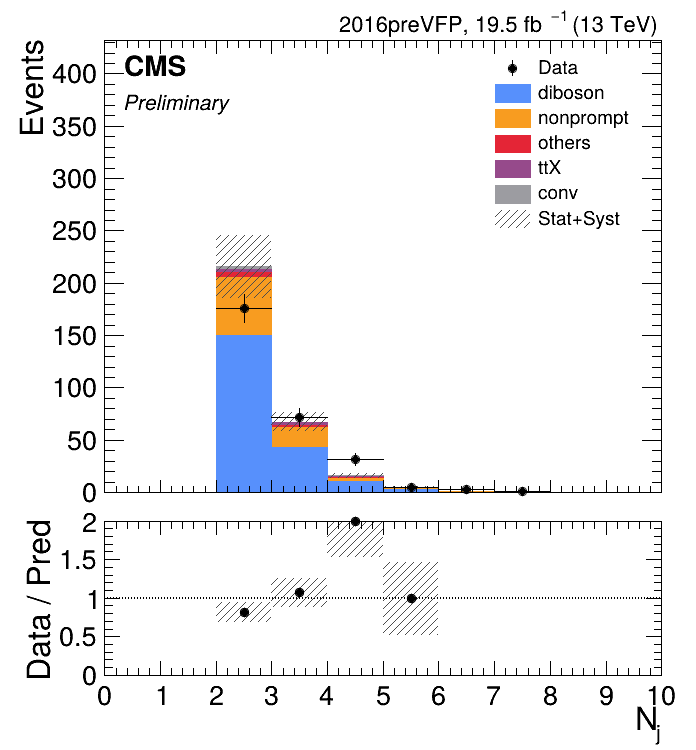 2016preVFP, 19.5 fb⁻¹ (13 TeV)
CMS
Preliminary
Events
400
350
300
250
200
150
100
50
0
Data
diboson
nonprompt
others
ttX
conv
Stat+Syst
Data / Pred
2
1.5
1
0.5
0
0 1 2 3 4 5 6 7 8 9 10
Nj